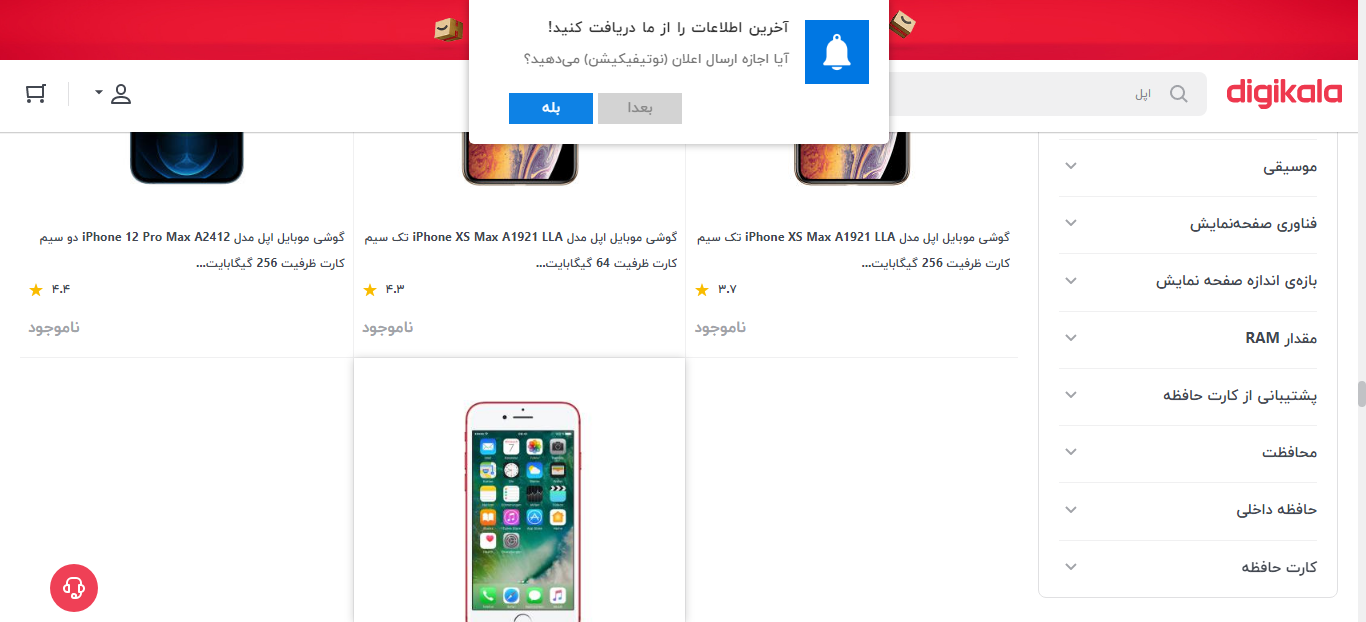 آخرین اطلاعات را از ما دریافت کنید!
آیا اجازه ارسال اعلان (نوتیفیکیشن) می‌دهید؟
بعدا
بله
digikala
اپل
موسیقی
فناوری صفحه‌نمایش
بازه‌ی اندازه صفحه نمایش
مقدار RAM
پشتیبانی از کارت حافظه
محافظت
حافظه داخلی
کارت حافظه
گوشی موبایل اپل مدل iPhone XS Max A1921 LLA تک سیم
کارت ظرفیت 256 گیگابایت...
۳.۷
ناموجود
گوشی موبایل اپل مدل iPhone XS Max A1921 LLA تک سیم
کارت ظرفیت 64 گیگابایت...
۴.۳
ناموجود
گوشی موبایل اپل مدل iPhone 12 Pro Max A2412 دو سیم
کارت ظرفیت 256 گیگابایت...
۴.۴
ناموجود